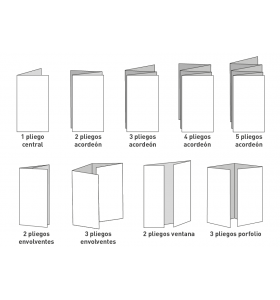 1 pliego
central
2 pliegos
acordeón
3 pliegos
acordeón
4 pliegos
acordeón
5 pliegos
acordeón
2 pliegos
envolventes
3 pliegos
envolventes
2 pliegos ventana
3 pliegos porfolio